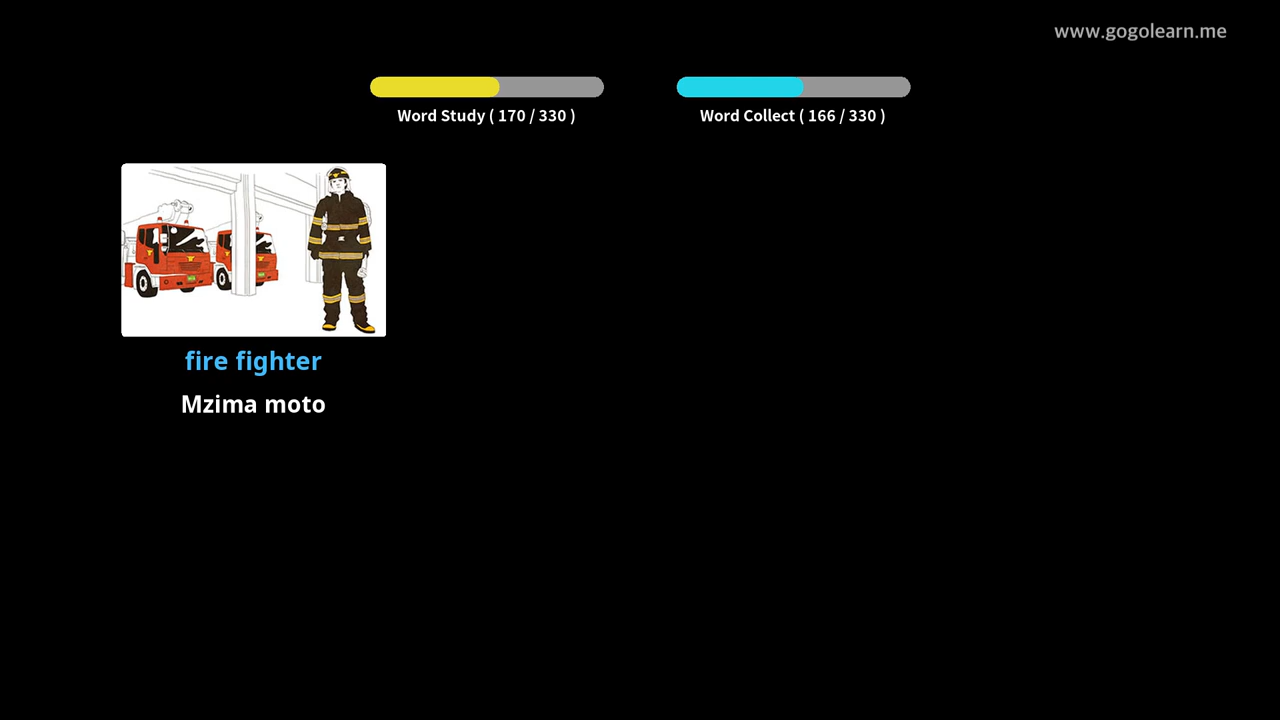 www.gogolearn.me
Word Study ( 170 / 330 )
Word Collect ( 166 / 330 )
fire fighter
Mzima moto